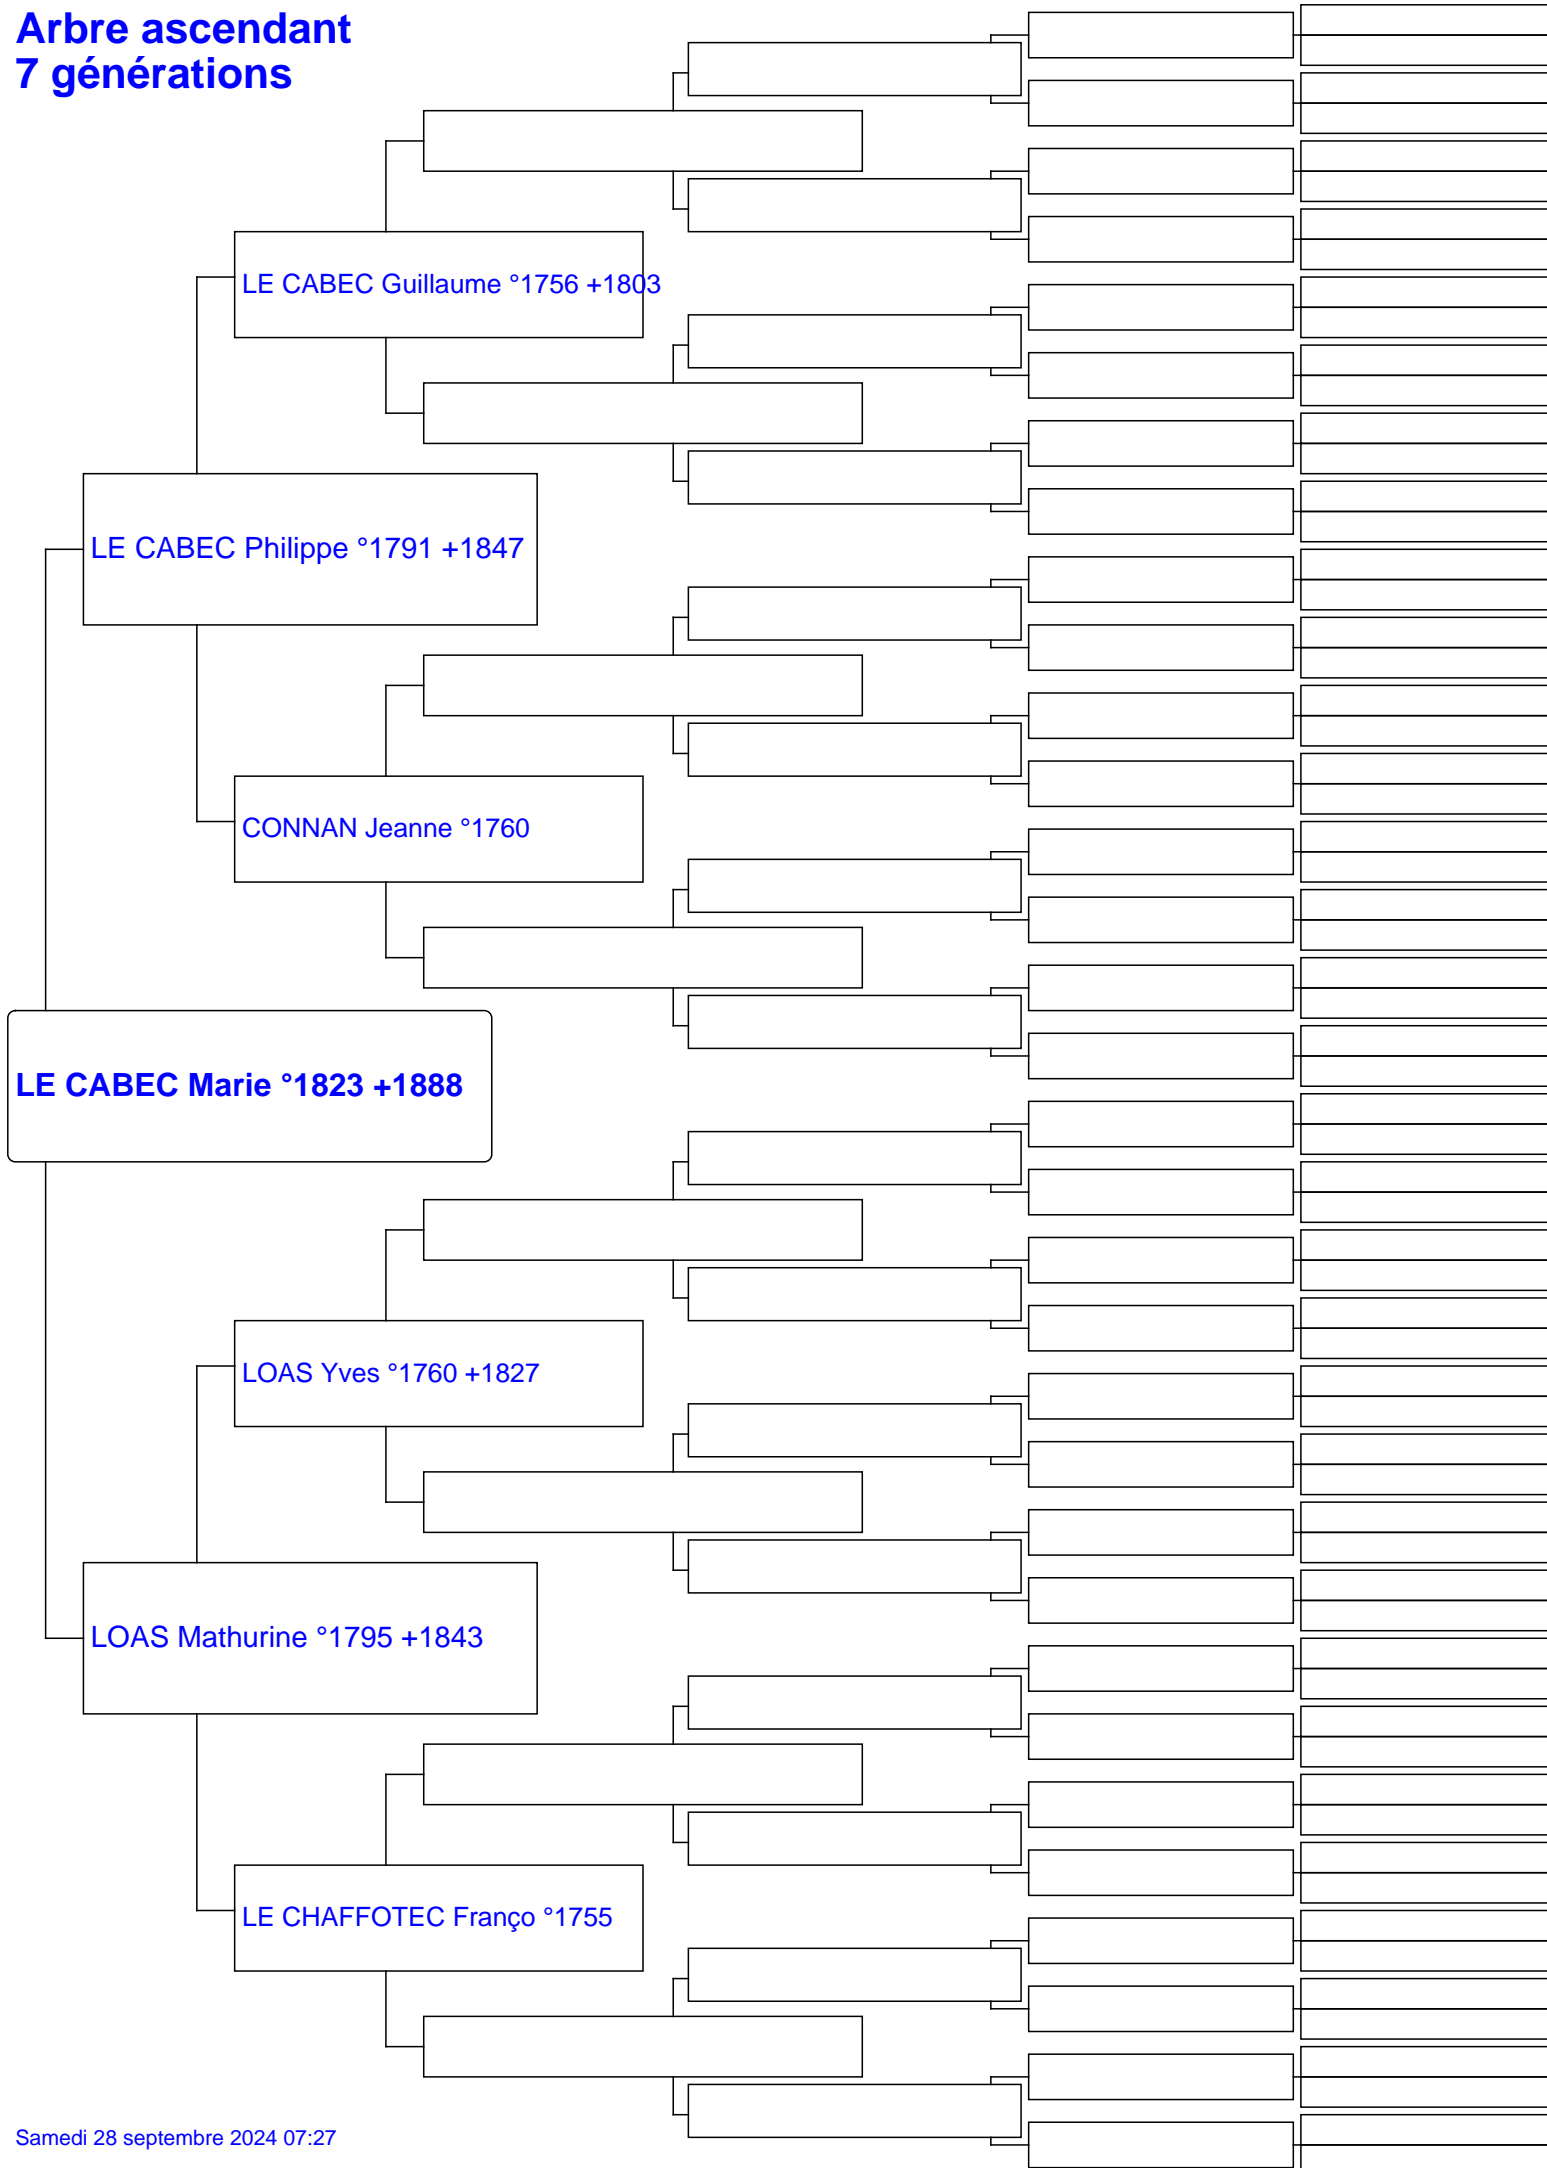 Arbre ascendant
7 générations
LE CABEC Guillaume °1756 +1803
LE CABEC Philippe °1791 +1847
CONNAN Jeanne °1760
LE CABEC Marie °1823 +1888
LOAS Yves °1760 +1827
LOAS Mathurine °1795 +1843
LE CHAFFOTEC Franço °1755
Samedi 28 septembre 2024 07:27